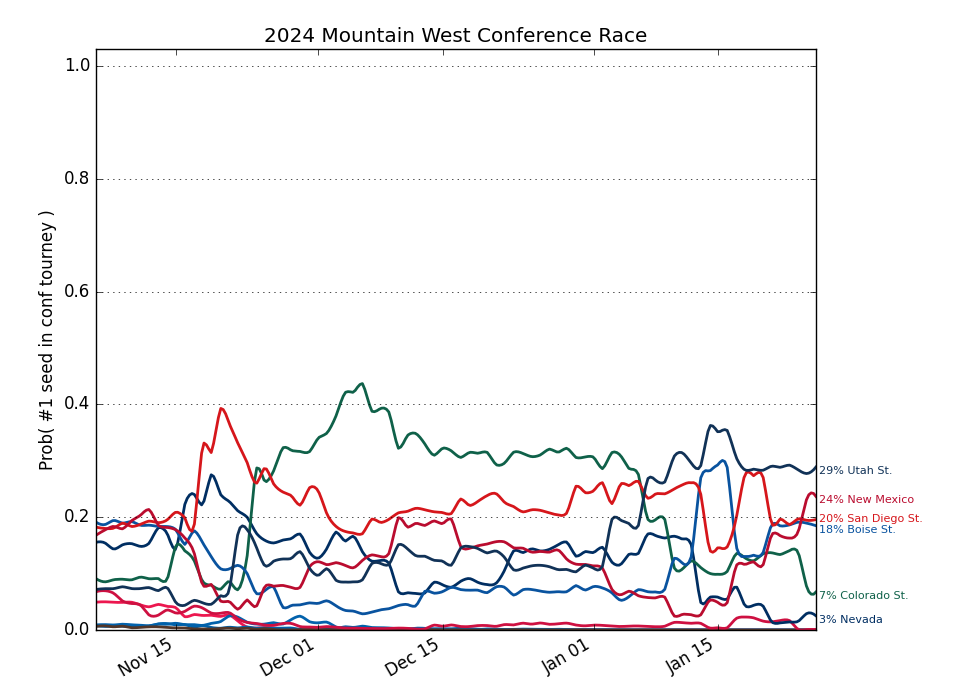 2024 Mountain West Conference Race
Prob( #1 seed in conf tourney )
1.0
0.8
0.6
0.4
0.2
0.0
Nov 15
Dec 01
Dec 15
Jan 01
Jan 15
29% Utah St.
24% New Mexico
20% San Diego St.
18% Boise St.
7% Colorado St.
3% Nevada